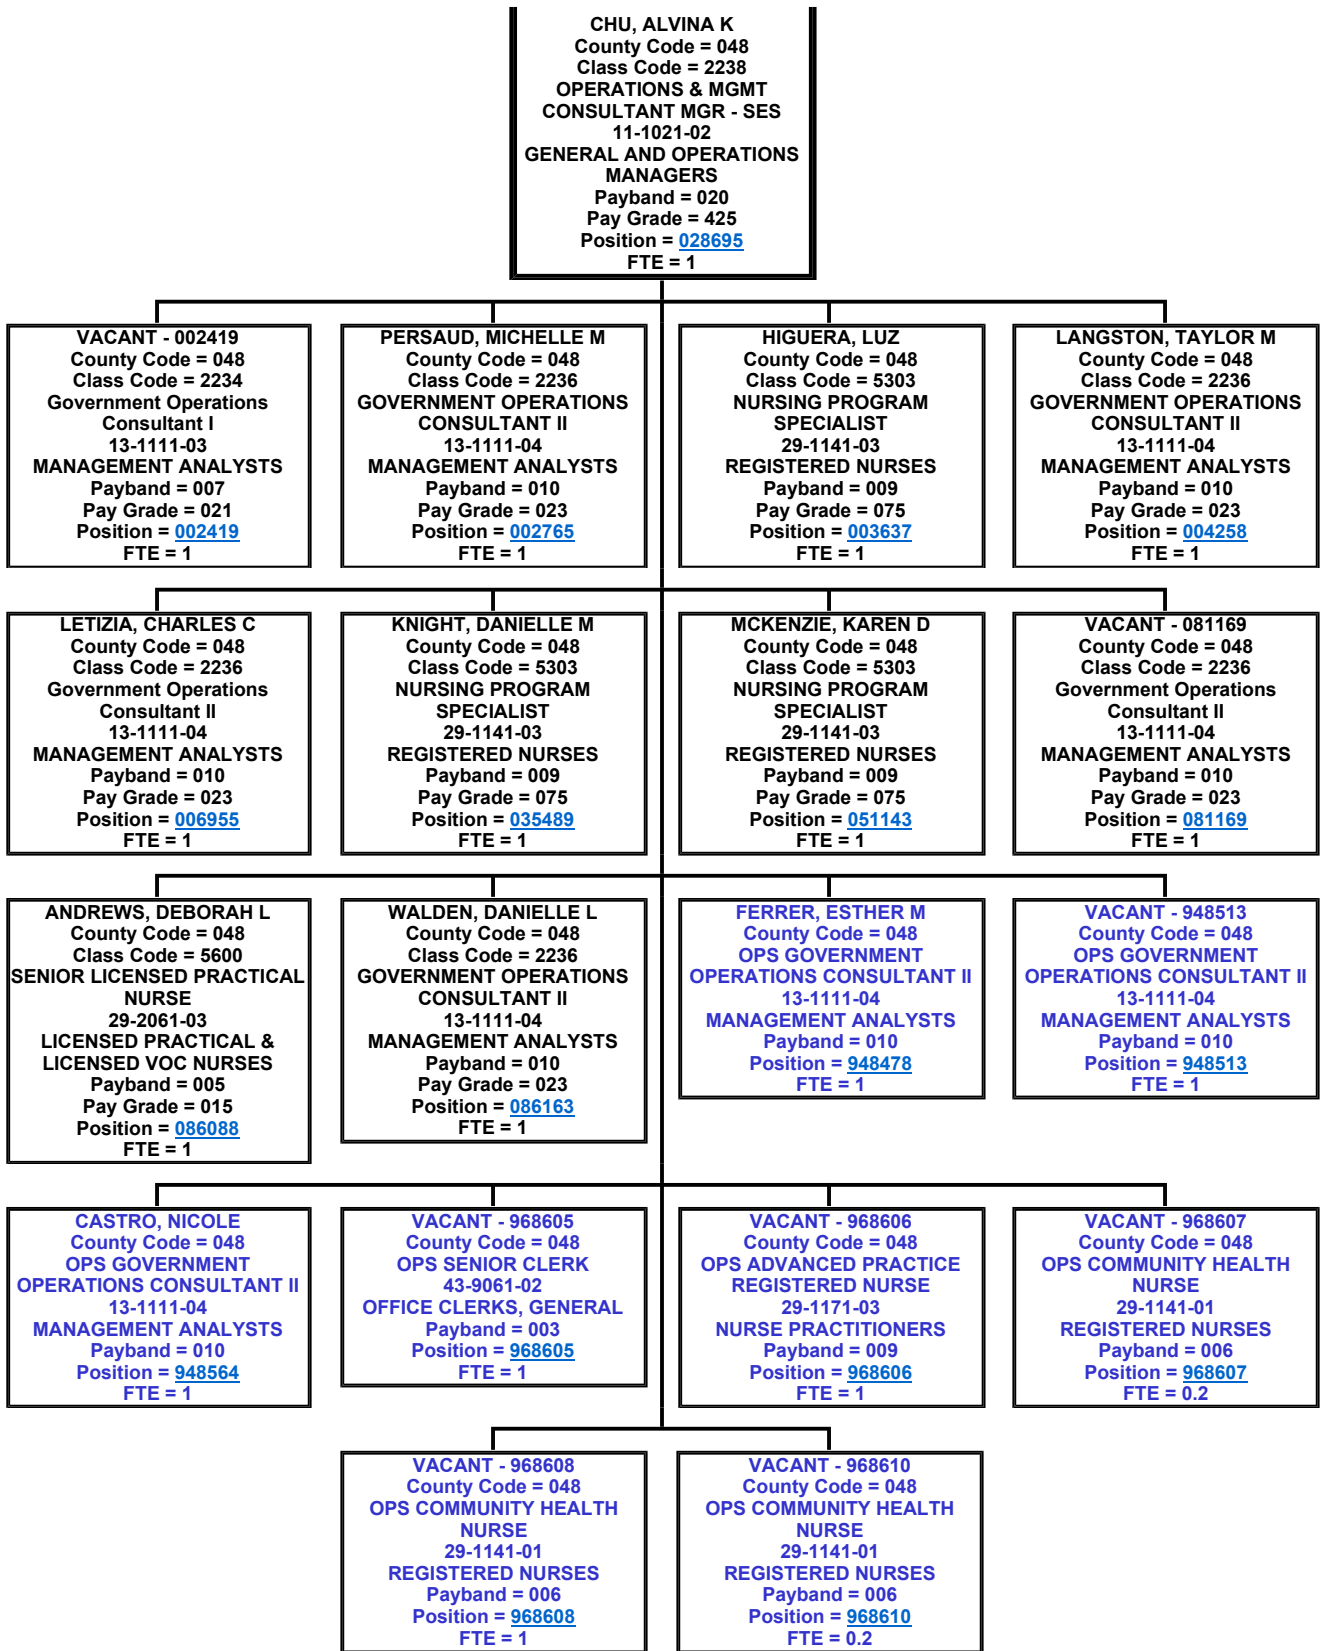 CHU, ALVINA K
County Code = 048
Class Code = 2238
OPERATIONS & MGMT
CONSULTANT MGR - SES
11-1021-02
GENERAL AND OPERATIONS
MANAGERS
Payband = 020
Pay Grade = 425
Position = 028695
FTE = 1
VACANT - 002419
County Code = 048
Class Code = 2234
Government Operations
Consultant I
13-1111-03
MANAGEMENT ANALYSTS
Payband = 007
Pay Grade = 021
Position = 002419
FTE = 1
PERSAUD, MICHELLE M
County Code = 048
Class Code = 2236
GOVERNMENT OPERATIONS
CONSULTANT II
13-1111-04
MANAGEMENT ANALYSTS
Payband = 010
Pay Grade = 023
Position = 002765
FTE = 1
HIGUERA, LUZ
County Code = 048
Class Code = 5303
NURSING PROGRAM
SPECIALIST
29-1141-03
REGISTERED NURSES
Payband = 009
Pay Grade = 075
Position = 003637
FTE = 1
LANGSTON, TAYLOR M
County Code = 048
Class Code = 2236
GOVERNMENT OPERATIONS
CONSULTANT II
13-1111-04
MANAGEMENT ANALYSTS
Payband = 010
Pay Grade = 023
Position = 004258
FTE = 1
LETIZIA, CHARLES C
County Code = 048
Class Code = 2236
Government Operations
Consultant II
13-1111-04
MANAGEMENT ANALYSTS
Payband = 010
Pay Grade = 023
Position = 006955
FTE = 1
KNIGHT, DANIELLE M
County Code = 048
Class Code = 5303
NURSING PROGRAM
SPECIALIST
29-1141-03
REGISTERED NURSES
Payband = 009
Pay Grade = 075
Position = 035489
FTE = 1
MCKENZIE, KAREN D
County Code = 048
Class Code = 5303
NURSING PROGRAM
SPECIALIST
29-1141-03
REGISTERED NURSES
Payband = 009
Pay Grade = 075
Position = 051143
FTE = 1
VACANT - 081169
County Code = 048
Class Code = 2236
Government Operations
Consultant II
13-1111-04
MANAGEMENT ANALYSTS
Payband = 010
Pay Grade = 023
Position = 081169
FTE = 1
ANDREWS, DEBORAH L
County Code = 048
Class Code = 5600
SENIOR LICENSED PRACTICAL
NURSE
29-2061-03
LICENSED PRACTICAL &
LICENSED VOC NURSES
Payband = 005
Pay Grade = 015
Position = 086088
FTE = 1
WALDEN, DANIELLE L
County Code = 048
Class Code = 2236
GOVERNMENT OPERATIONS
CONSULTANT II
13-1111-04
MANAGEMENT ANALYSTS
Payband = 010
Pay Grade = 023
Position = 086163
FTE = 1
FERRER, ESTHER M
County Code = 048
OPS GOVERNMENT
OPERATIONS CONSULTANT II
13-1111-04
MANAGEMENT ANALYSTS
Payband = 010
Position = 948478
FTE = 1
VACANT - 948513
County Code = 048
OPS GOVERNMENT
OPERATIONS CONSULTANT II
13-1111-04
MANAGEMENT ANALYSTS
Payband = 010
Position = 948513
FTE = 1
CASTRO, NICOLE
County Code = 048
OPS GOVERNMENT
OPERATIONS CONSULTANT II
13-1111-04
MANAGEMENT ANALYSTS
Payband = 010
Position = 948564
FTE = 1
VACANT - 968605
County Code = 048
OPS SENIOR CLERK
43-9061-02
OFFICE CLERKS, GENERAL
Payband = 003
Position = 968605
FTE = 1
VACANT - 968606
County Code = 048
OPS ADVANCED PRACTICE
REGISTERED NURSE
29-1171-03
NURSE PRACTITIONERS
Payband = 009
Position = 968606
FTE = 1
VACANT - 968607
County Code = 048
OPS COMMUNITY HEALTH
NURSE
29-1141-01
REGISTERED NURSES
Payband = 006
Position = 968607
FTE = 0.2
VACANT - 968608
County Code = 048
OPS COMMUNITY HEALTH
NURSE
29-1141-01
REGISTERED NURSES
Payband = 006
Position = 968608
FTE = 1
VACANT - 968610
County Code = 048
OPS COMMUNITY HEALTH
NURSE
29-1141-01
REGISTERED NURSES
Payband = 006
Position = 968610
FTE = 0.2